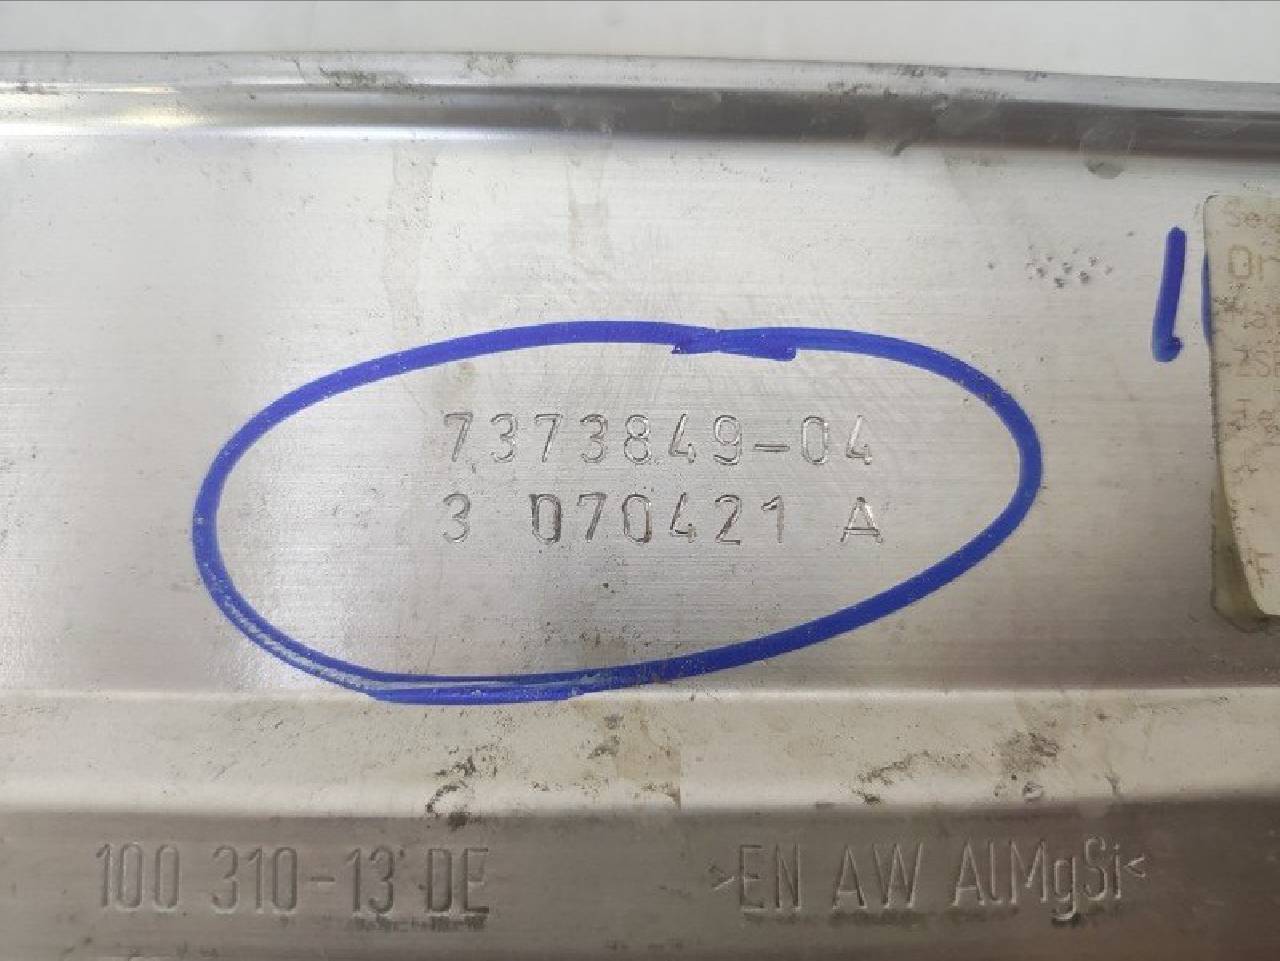 7373849-04
3 070421 A
100 310-13 DE
>EN AW AlMgSi<